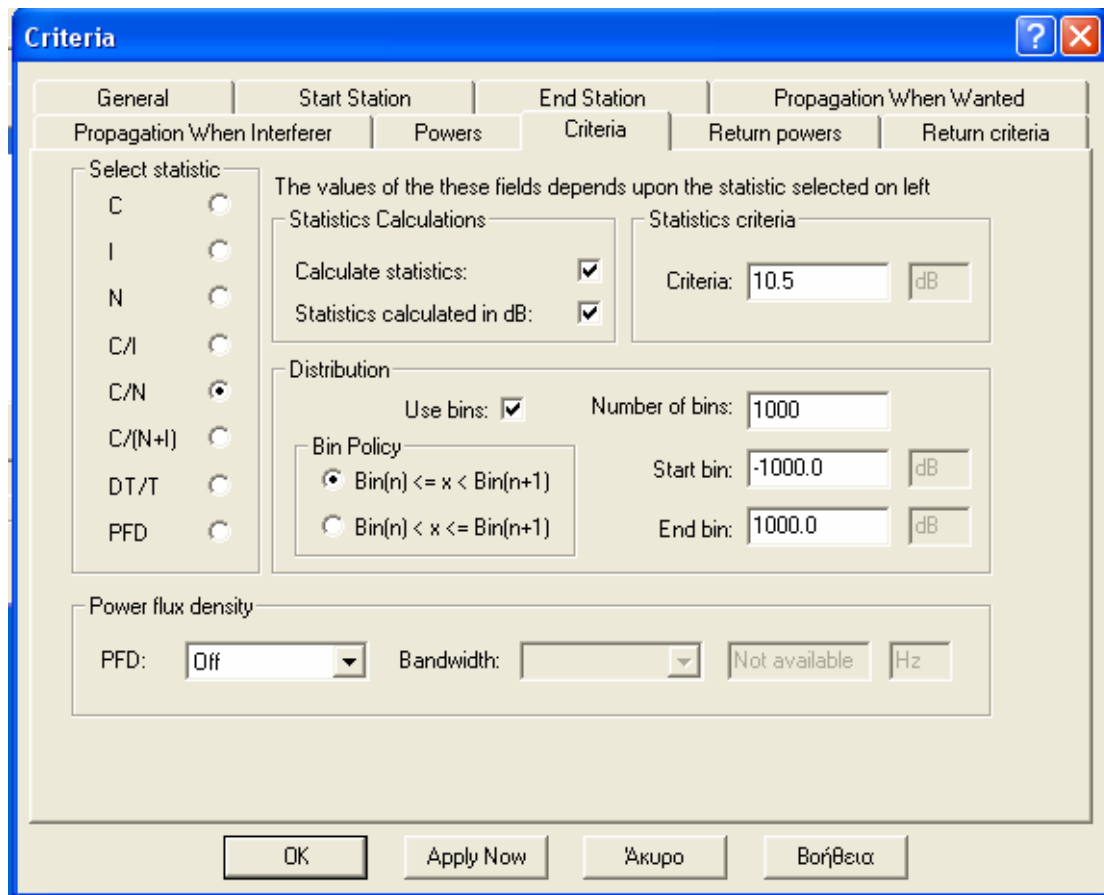 Criteria
General Start Station End Station Propagation When Wanted
Propagation When Interferer Powers Criteria Return powers Return criteria
Select statistic
C
I
N
C/I
C/N
C/(N+I)
DT/T
PFD
The values of the these fields depends upon the statistic selected on left
Statistics Calculations
Calculate statistics:
Statistics calculated in dB:
Statistics criteria
Criteria: 10.5 dB
Distribution
Use bins:
Number of bins: 1000
Bin Policy
Bin(n) <= x < Bin(n+1)
Bin(n) < x <= Bin(n+1)
Start bin: -1000.0 dB
End bin: 1000.0 dB
Power flux density
PFD: Off Bandwidth: Not available Hz
OK Apply Now Άκυρο Βοήθεια